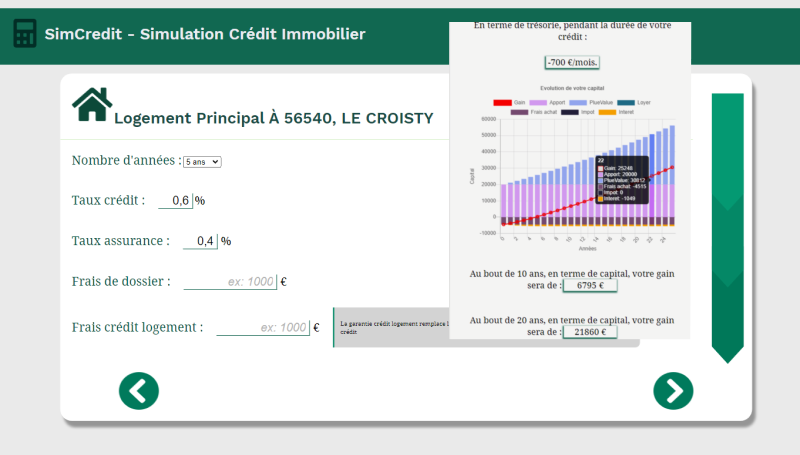 SimCredit - Simulation Crédit Immobilier
Logement Principal À 56540, LE CROISTY
Nombre d'années : 5 ans
Taux crédit : 0,6 %
Taux assurance : 0,4 %
Frais de dossier : ex: 1000 €
Frais crédit logement : ex: 1000 €
La garantie crédit logement remplace l
crédit
En terme de trésorie, pendant la durée de votre
crédit :
-700 €/mois.
Evolution de votre capital
Gain Apport PlusValue Loyer
Frais achat Impot Interet
60000
50000
40000
30000
20000
10000
0
-10000
Capital
22
Gain: 25248
Apport: 20000
PlusValue: 30812
Frais achat: -4515
Impot: 0
Interet: -1049
0 2 4 6 8 10 12 14 16 18 20 22 24
Années
Au bout de 10 ans, en terme de capital, votre gain
sera de : 6795 €
Au bout de 20 ans, en terme de capital, votre gain
sera de : 21860 €